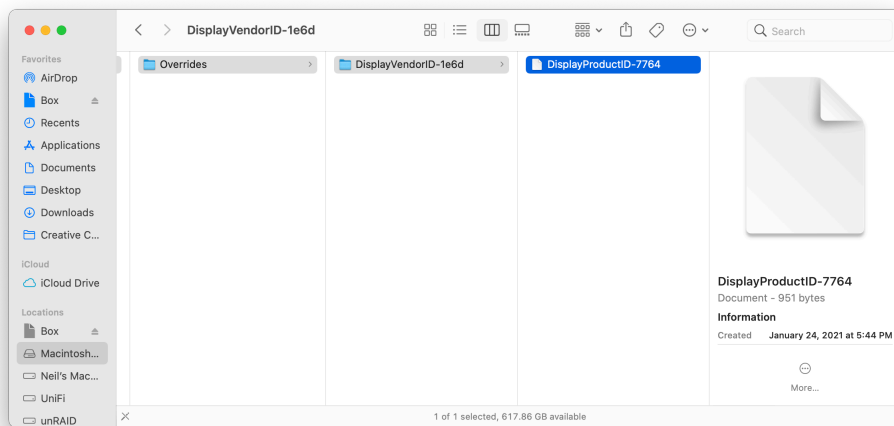 DisplayVendorID-1e6d
Search
Favorites
AirDrop
Box
Recents
Applications
Documents
Desktop
Downloads
Creative C...
iCloud
iCloud Drive
Locations
Box
Macintosh...
Neil's Mac...
UniFi
unRAID
Overrides
DisplayVendorID-1e6d
DisplayProductID-7764
DisplayProductID-7764
Document - 951 bytes
Information
Created January 24, 2021 at 5:44 PM
More...
1 of 1 selected, 617.86 GB available